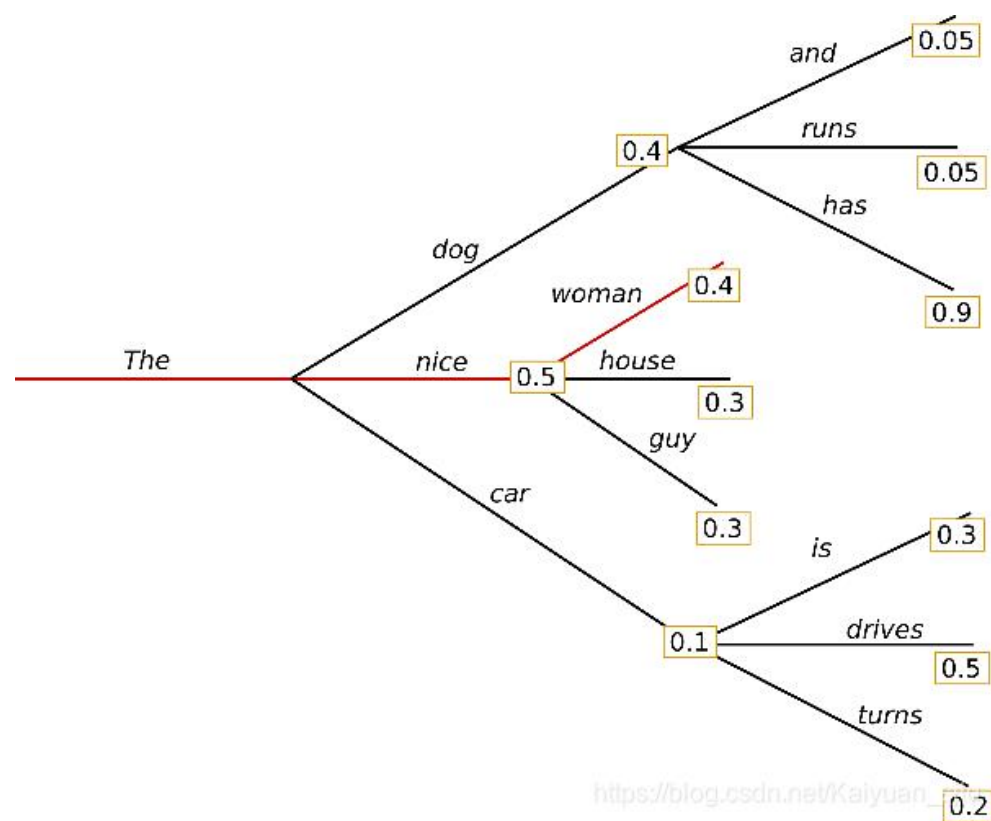 and
0.05
runs
0.4
0.05
has
dog
woman
0.4
0.9
The
nice
0.5
house
0.3
guy
car
0.3
is
0.3
drives
0.1
0.5
turns
https://blog.csdn.net/Kaiyuan_
0.2